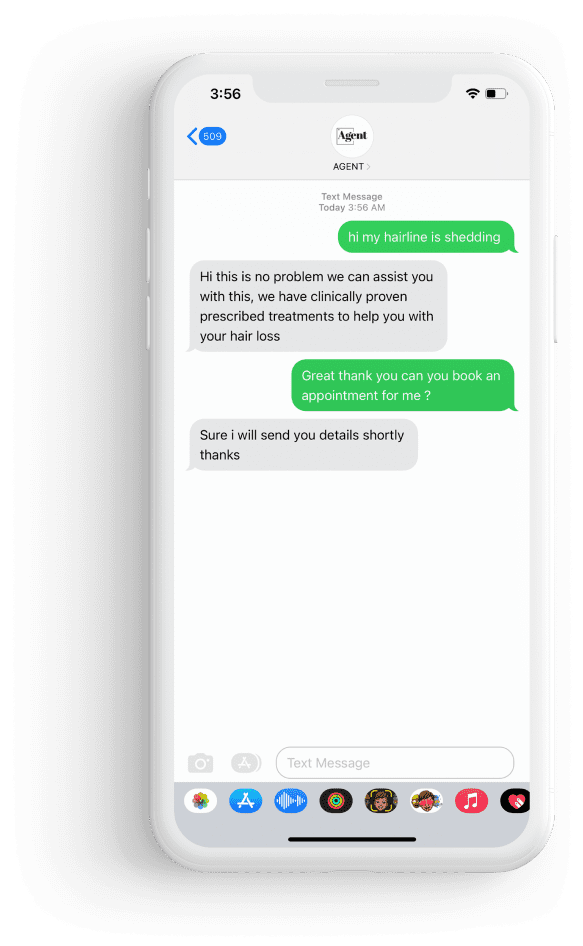 3:56
509
Agent
AGENT
Text Message
Today 3:56 AM
hi my hairline is shedding
Hi this is no problem we can assist you
with this, we have clinically proven
prescribed treatments to help you with
your hair loss
Great thank you can you book an
appointment for me ?
Sure i will send you details shortly
thanks
Text Message